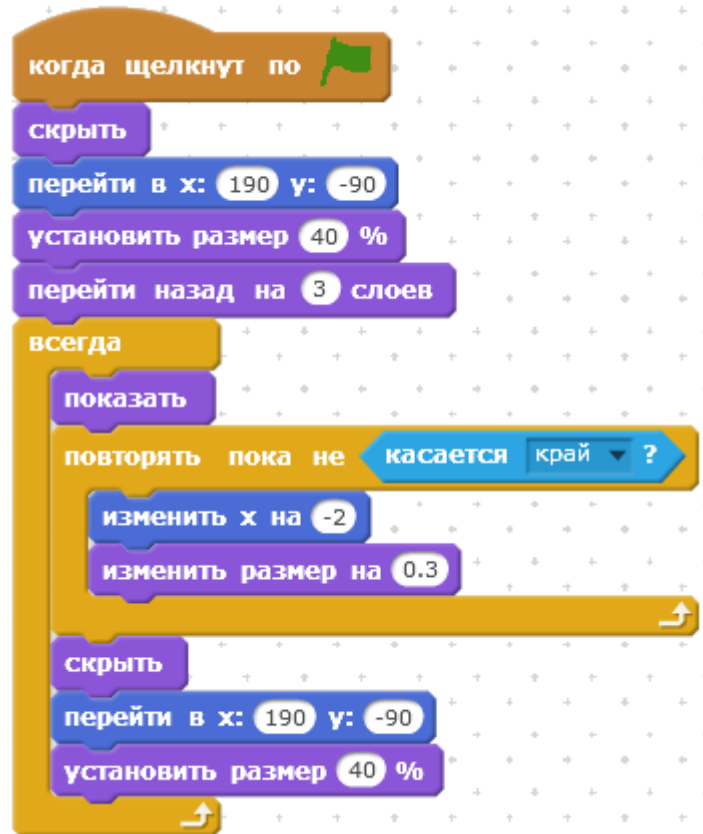 когда щелкнут по
скрыть
перейти в x: 190 y: -90
установить размер 40 %
перейти назад на 3 слоев
всегда
показать
повторять пока не касается край ?
изменить x на -2
изменить размер на 0.3
скрыть
перейти в x: 190 y: -90
установить размер 40 %